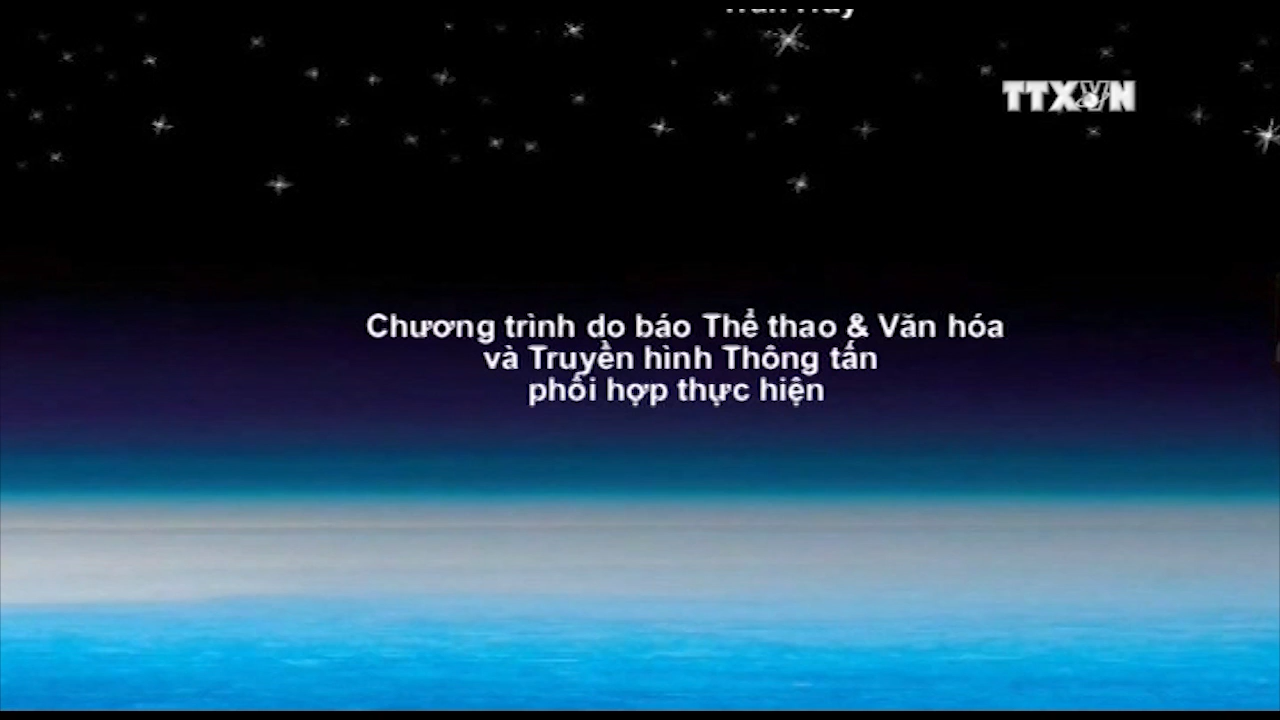 TTXVN
Chương trình do báo Thể thao & Văn hóa
và Truyền hình Thông tấn
phối hợp thực hiện